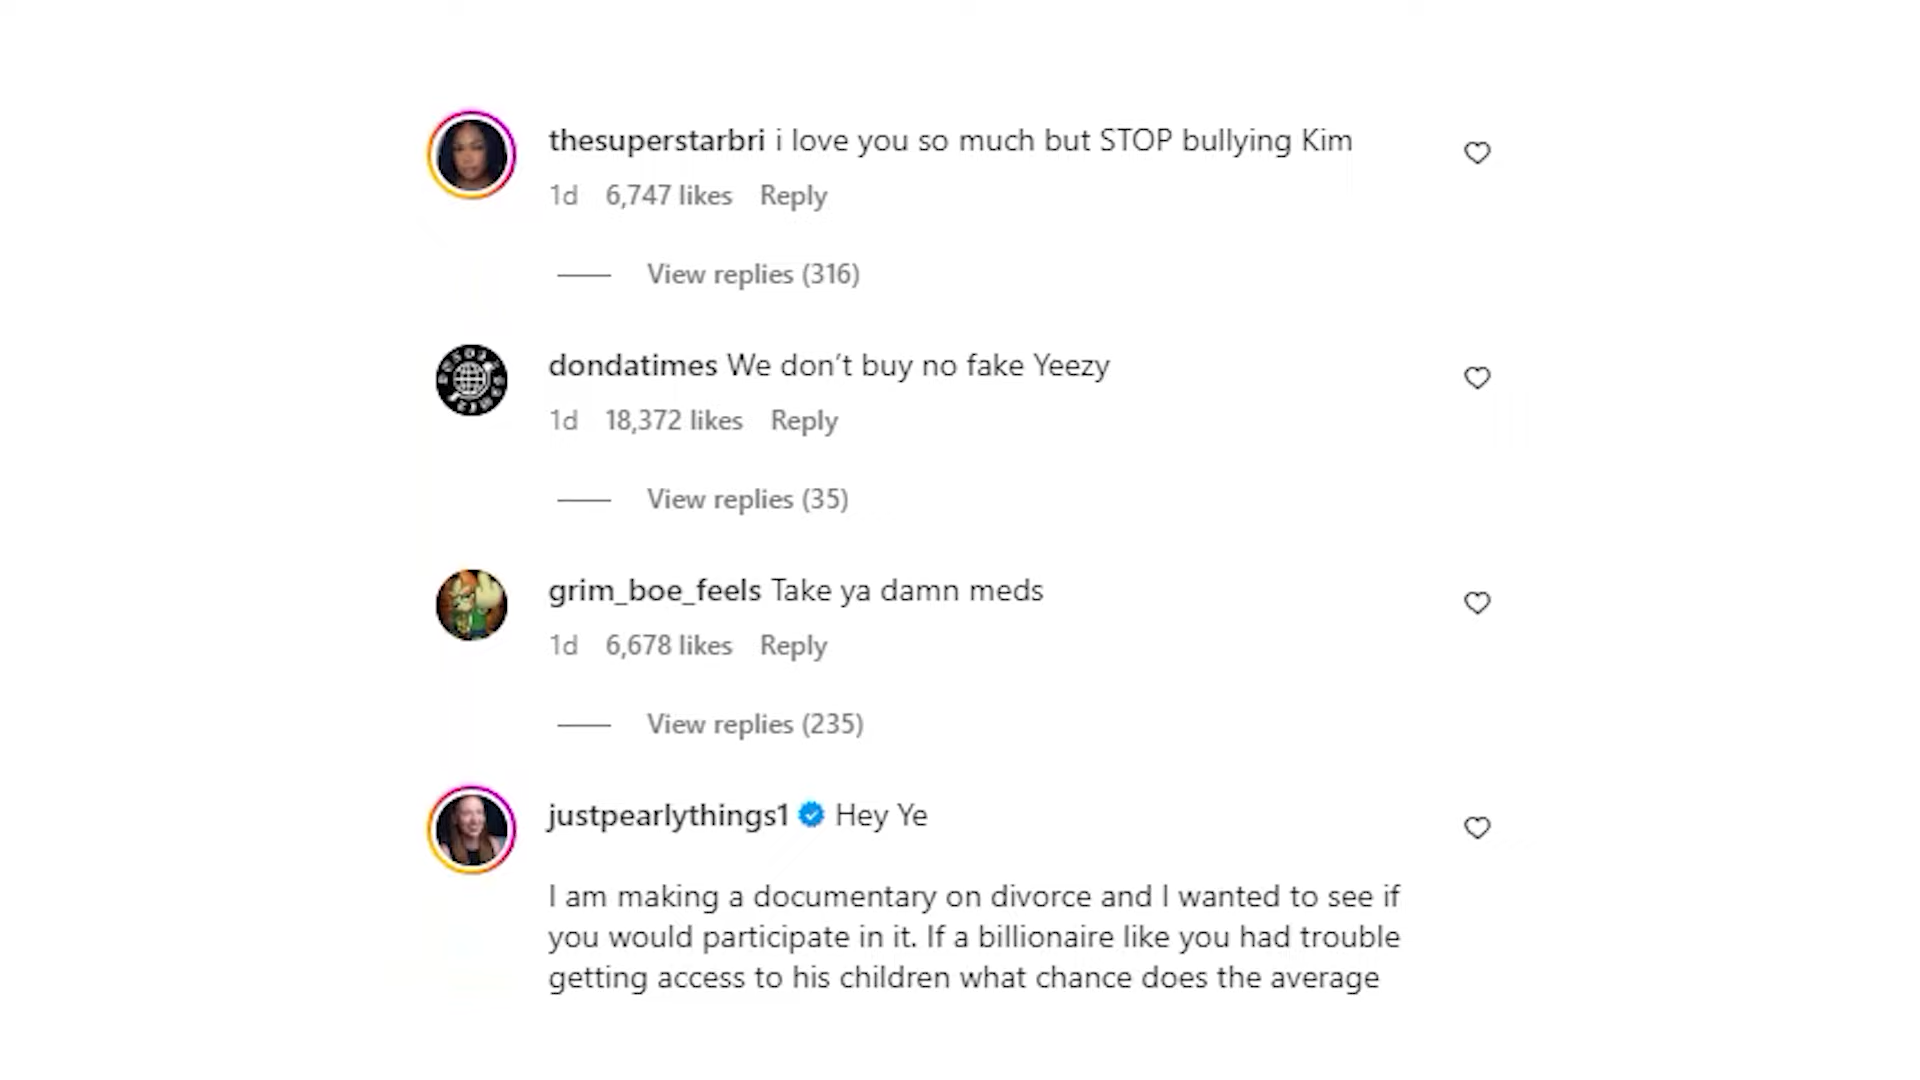 thesuperstarbri i love you so much but STOP bullying Kim
1d 6,747 likes Reply
View replies (316)
dondatimes We don’t buy no fake Yeezy
1d 18,372 likes Reply
View replies (35)
grim_boe_feels Take ya damn meds
1d 6,678 likes Reply
View replies (235)
justpearlythings1 Hey Ye
I am making a documentary on divorce and I wanted to see if
you would participate in it. If a billionaire like you had trouble
getting access to his children what chance does the average